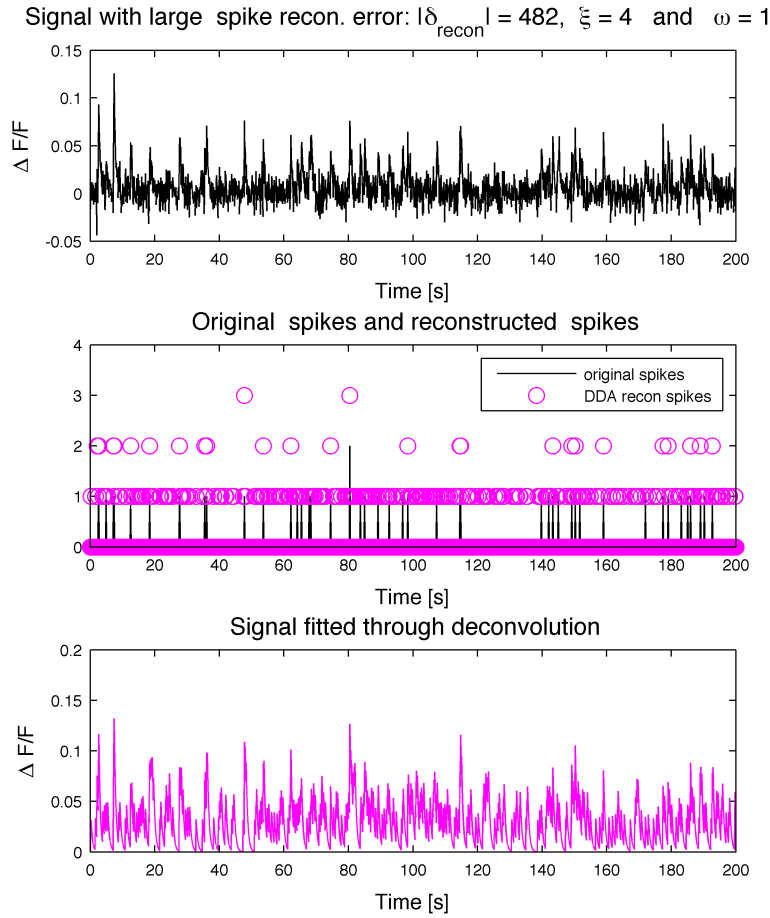 Signal with large spike recon. error: |δrecon| = 482, ξ = 4 and ω = 1
0.15
0.1
0.05
0
-0.05
Δ F/F
0 20 40 60 80 100 120 140 160 180 200
Time [s]
Original spikes and reconstructed spikes
4
3
2
1
0
original spikes
DDA recon spikes
0 20 40 60 80 100 120 140 160 180 200
Time [s]
Signal fitted through deconvolution
0.2
0.15
0.1
0.05
0
Δ F/F
0 20 40 60 80 100 120 140 160 180 200
Time [s]